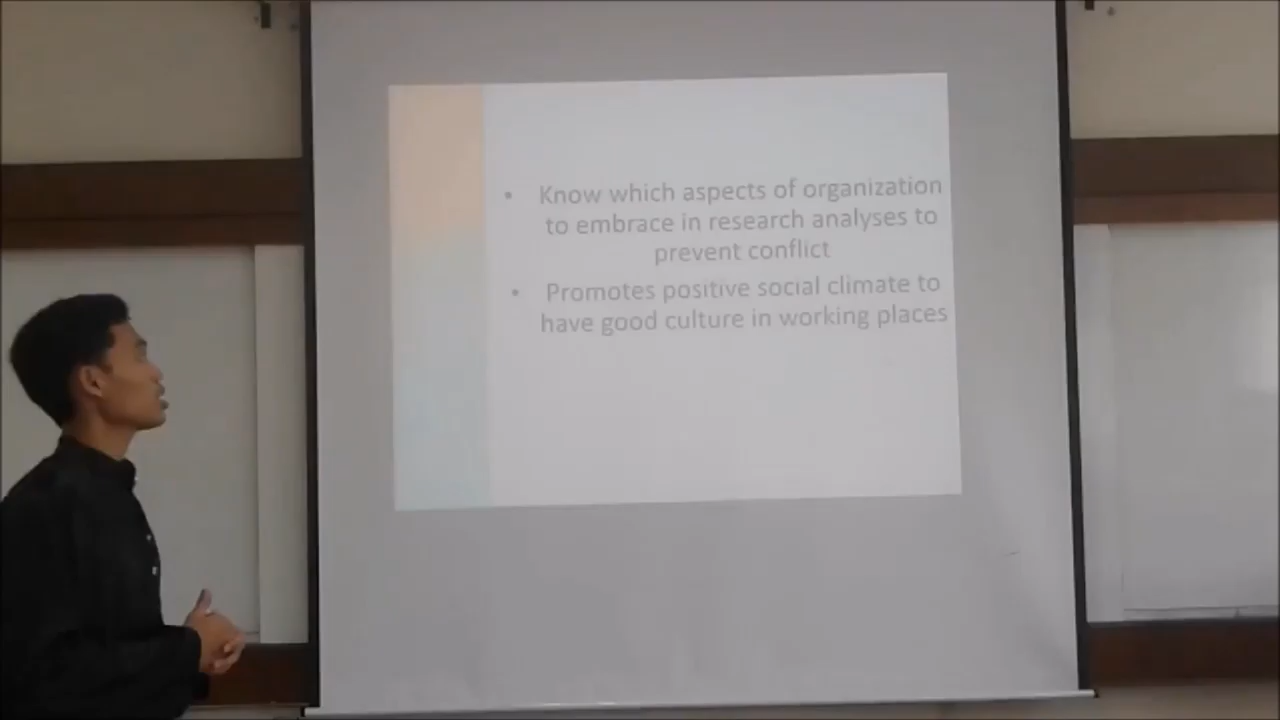 • Know which aspects of organization
to embrace in research analyses to
prevent conflict
• Promotes positive social climate to
have good culture in working places